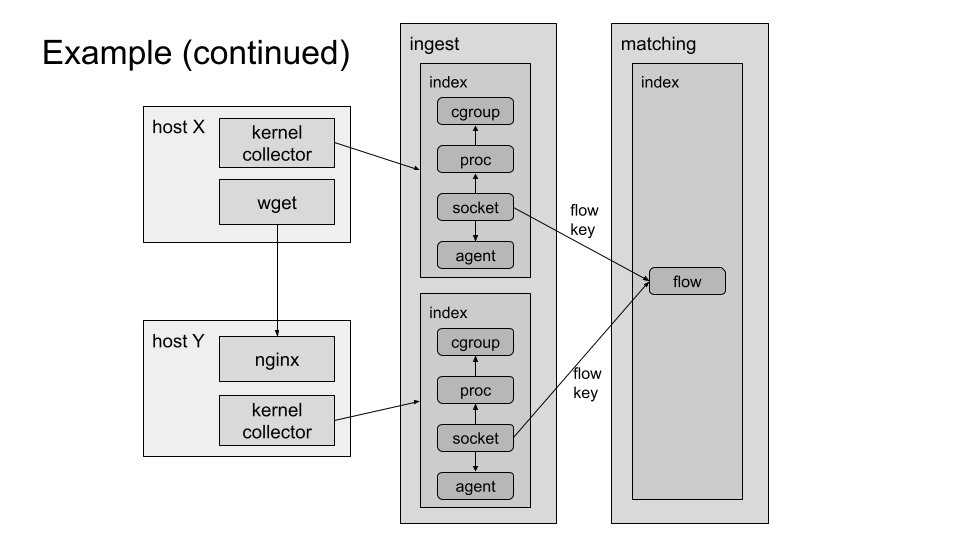 Example (continued)
host X
kernel
collector
wget
host Y
nginx
kernel
collector
ingest
index
cgroup
proc
socket
agent
index
cgroup
proc
socket
agent
flow
key
flow
key
matching
index
flow